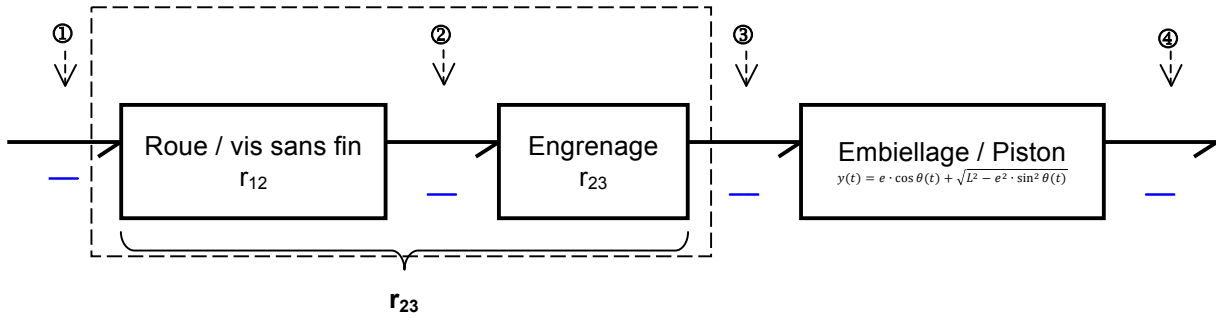 ① ② ③ ④
Roue / vis sans fin
r12
Engrenage
r23
Embiellage / Piston
y(t) = e · cos θ(t) + √(L² − e² · sin² θ(t))
r23